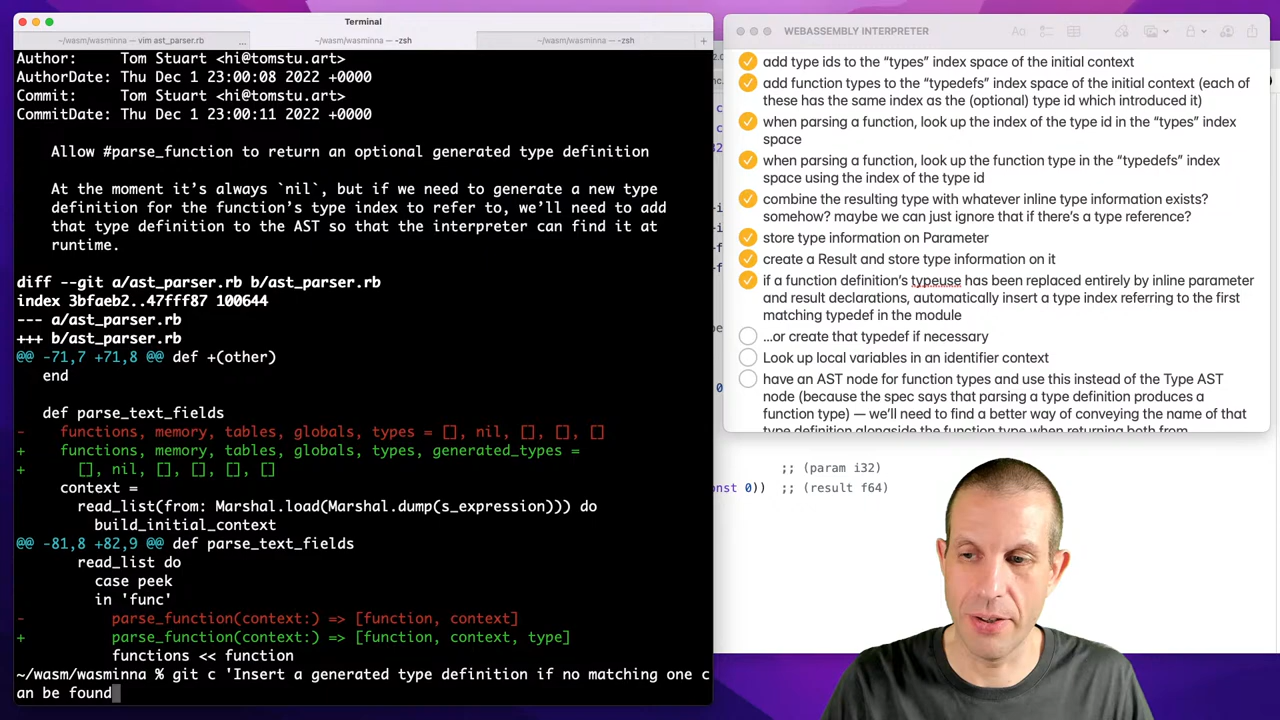 Terminal
~/wasm/wasminna — vim ast_parser.rb
...
~/wasm/wasminna — -zsh
~/wasm/wasminna — -zsh
+
Author:     Tom Stuart <hi@tomstu.art>
AuthorDate: Thu Dec 1 23:00:08 2022 +0000
Commit:     Tom Stuart <hi@tomstu.art>
CommitDate: Thu Dec 1 23:00:11 2022 +0000
    Allow #parse_function to return an optional generated type definition
    At the moment it’s always `nil`, but if we need to generate a new type
    definition for the function’s type index to refer to, we’ll need to add
    that type definition to the AST so that the interpreter can find it at
    runtime.
diff --git a/ast_parser.rb b/ast_parser.rb
index 3bfaeb2..47fff87 100644
--- a/ast_parser.rb
+++ b/ast_parser.rb
@@ -71,7 +71,8 @@ def +(other)
   end
   def parse_text_fields
-    functions, memory, tables, globals, types = [], nil, [], [], []
+    functions, memory, tables, globals, types, generated_types =
+      [], nil, [], [], [], []
     context =
       read_list(from: Marshal.load(Marshal.dump(s_expression))) do
         build_initial_context
@@ -81,8 +82,9 @@ def parse_text_fields
       read_list do
         case peek
         in 'func'
-          parse_function(context:) => [function, context]
+          parse_function(context:) => [function, context, type]
           functions << function
~/wasm/wasminna % git c 'Insert a generated type definition if no matching one c
an be found
WEBASSEMBLY INTERPRETER
Aa
add type ids to the “types” index space of the initial context
add function types to the “typedefs” index space of the initial context (each of
these has the same index as the (optional) type id which introduced it)
when parsing a function, look up the index of the type id in the “types” index
space
when parsing a function, look up the function type in the “typedefs” index
space using the index of the type id
combine the resulting type with whatever inline type information exists?
somehow? maybe we can just ignore that if there’s a type reference?
store type information on Parameter
create a Result and store type information on it
if a function definition’s typeuse has been replaced entirely by inline parameter
and result declarations, automatically insert a type index referring to the first
matching typedef in the module
…or create that typedef if necessary
Look up local variables in an identifier context
have an AST node for function types and use this instead of the Type AST
node (because the spec says that parsing a type definition produces a
function type) — we’ll need to find a better way of conveying the name of that
type definition alongside the function type when returning both from
;; (param i32)
onst 0))  ;; (result f64)